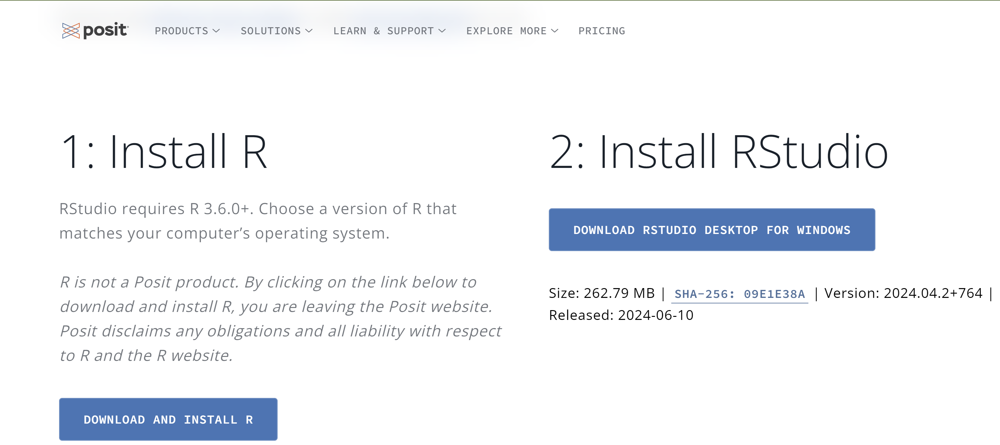 posit
PRODUCTS
SOLUTIONS
LEARN & SUPPORT
EXPLORE MORE
PRICING
1: Install R
RStudio requires R 3.6.0+. Choose a version of R that
matches your computer’s operating system.
R is not a Posit product. By clicking on the link below to
download and install R, you are leaving the Posit website.
Posit disclaims any obligations and all liability with respect
to R and the R website.
DOWNLOAD AND INSTALL R
2: Install RStudio
DOWNLOAD RSTUDIO DESKTOP FOR WINDOWS
Size: 262.79 MB | SHA-256: 09E1E38A | Version: 2024.04.2+764 |
Released: 2024-06-10